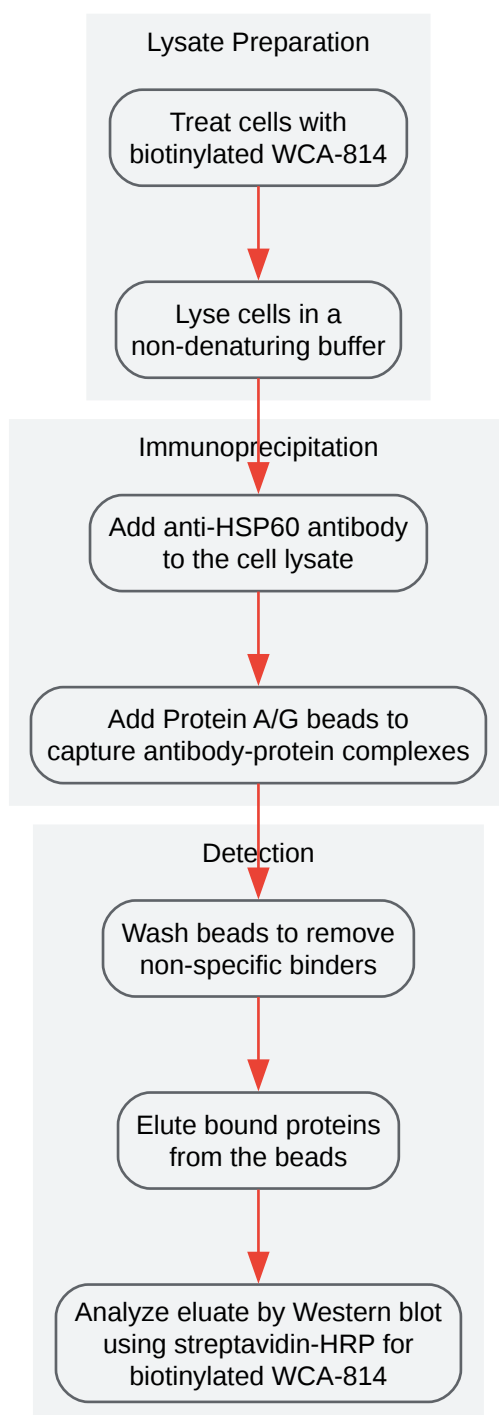 Lysate Preparation
Treat cells with
biotinylated WCA-814
Lyse cells in a
non-denaturing buffer
Immunoprecipitation
Add anti-HSP60 antibody
to the cell lysate
Add Protein A/G beads to
capture antibody-protein complexes
Detection
Wash beads to remove
non-specific binders
Elute bound proteins
from the beads
Analyze eluate by Western blot
using streptavidin-HRP for
biotinylated WCA-814